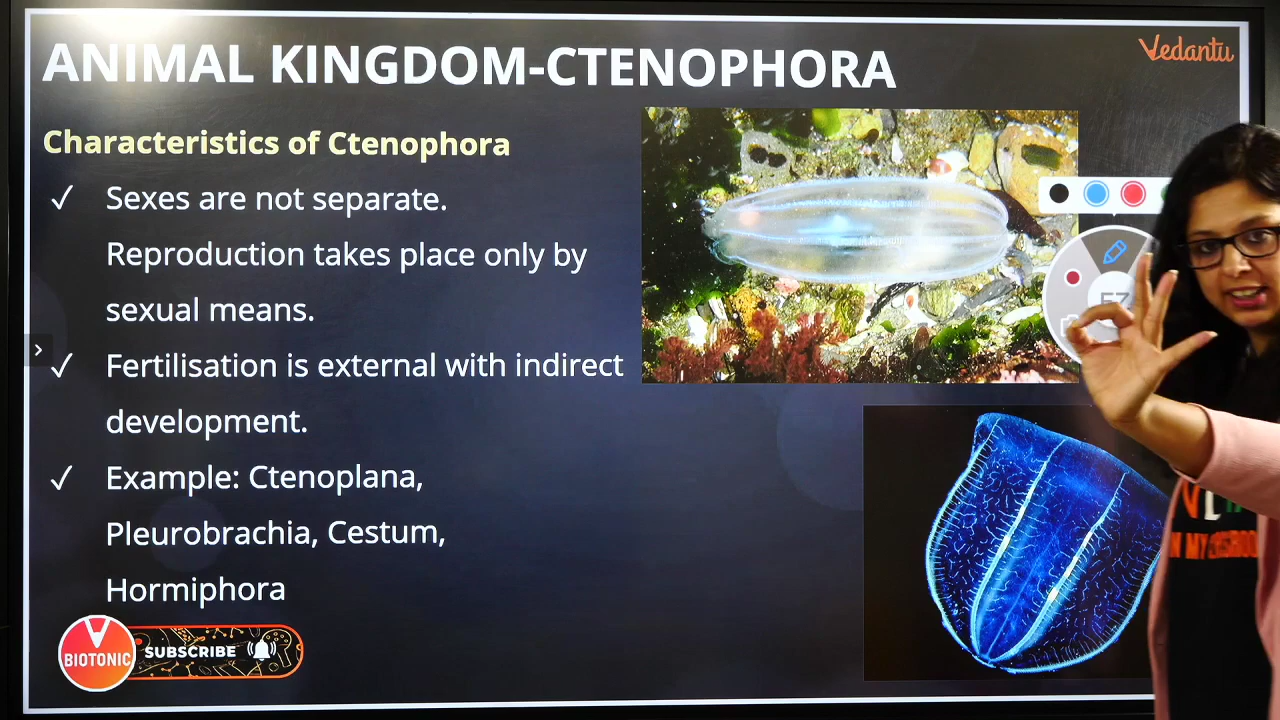 ANIMAL KINGDOM-CTENOPHORA
Vedantu
Characteristics of Ctenophora
✓ Sexes are not separate.
Reproduction takes place only by
sexual means.
✓ Fertilisation is external with indirect
development.
✓ Example: Ctenoplana,
Pleurobrachia, Cestum,
Hormiphora
BIOTONIC
SUBSCRIBE